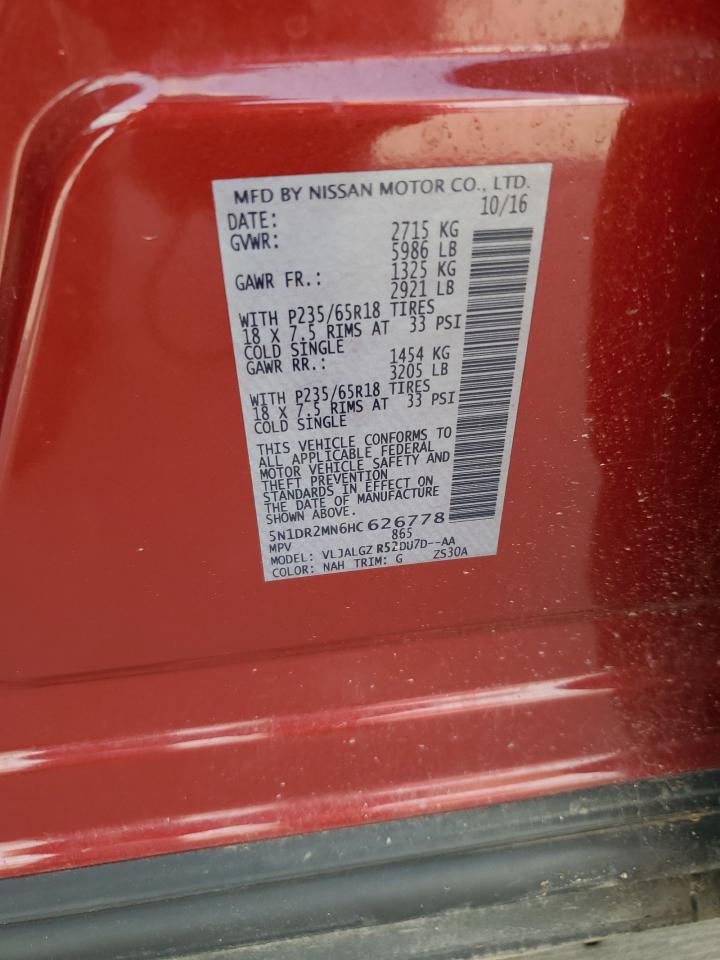 MFD BY NISSAN MOTOR CO., LTD.
DATE: 10/16
GVWR: 2715 KG
5986 LB
GAWR FR.: 1325 KG
2921 LB
WITH P235/65R18 TIRES
18 X 7.5 RIMS AT 33 PSI
COLD SINGLE
GAWR RR.: 1454 KG
3205 LB
WITH P235/65R18 TIRES
18 X 7.5 RIMS AT 33 PSI
COLD SINGLE
THIS VEHICLE CONFORMS TO
ALL APPLICABLE FEDERAL
MOTOR VEHICLE SAFETY AND
THEFT PREVENTION
STANDARDS IN EFFECT ON
THE DATE OF MANUFACTURE
SHOWN ABOVE.
5N1DR2MN6HC 626778
MPV 865
MODEL: VLJALGZ R52DU7D--AA
COLOR: NAH TRIM: G ZS30A